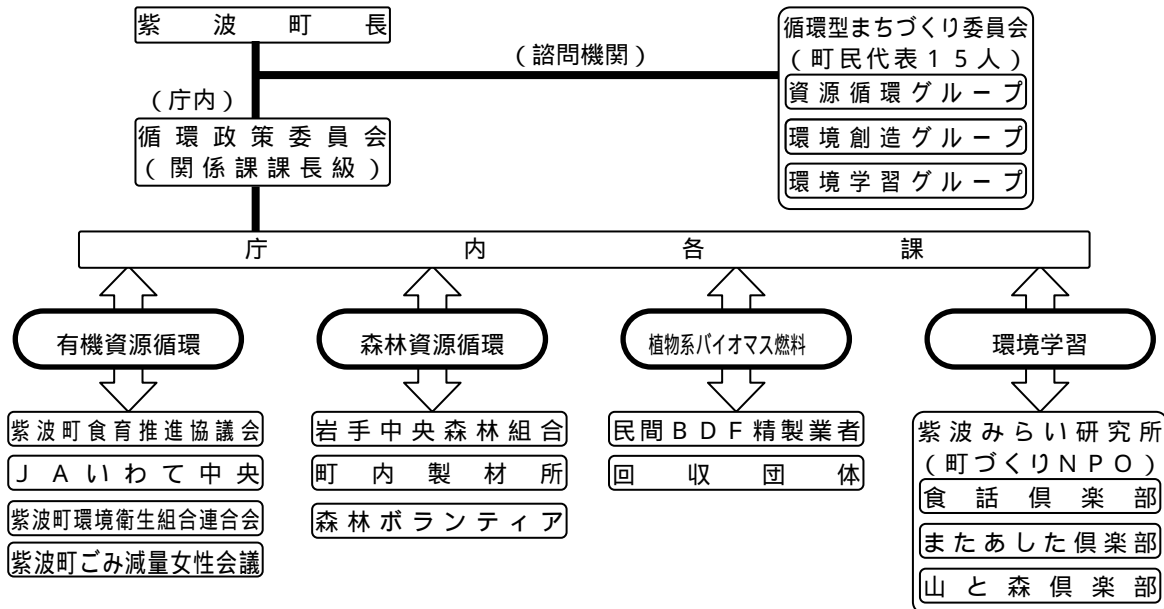 紫波町長
（諮問機関）
循環型まちづくり委員会
（町民代表１５人）
資源循環グループ
環境創造グループ
環境学習グループ
（庁内）
循環政策委員会
（関係課課長級）
庁内各課
有機資源循環
紫波町食育推進協議会
ＪＡいわて中央
紫波町環境衛生組合連合会
紫波町ごみ減量女性会議
森林資源循環
岩手中央森林組合
町内製材所
森林ボランティア
植物系バイオマス燃料
民間ＢＤＦ精製業者
回収団体
環境学習
紫波みらい研究所
（町づくりＮＰＯ）
食話倶楽部
またあした倶楽部
山と森倶楽部